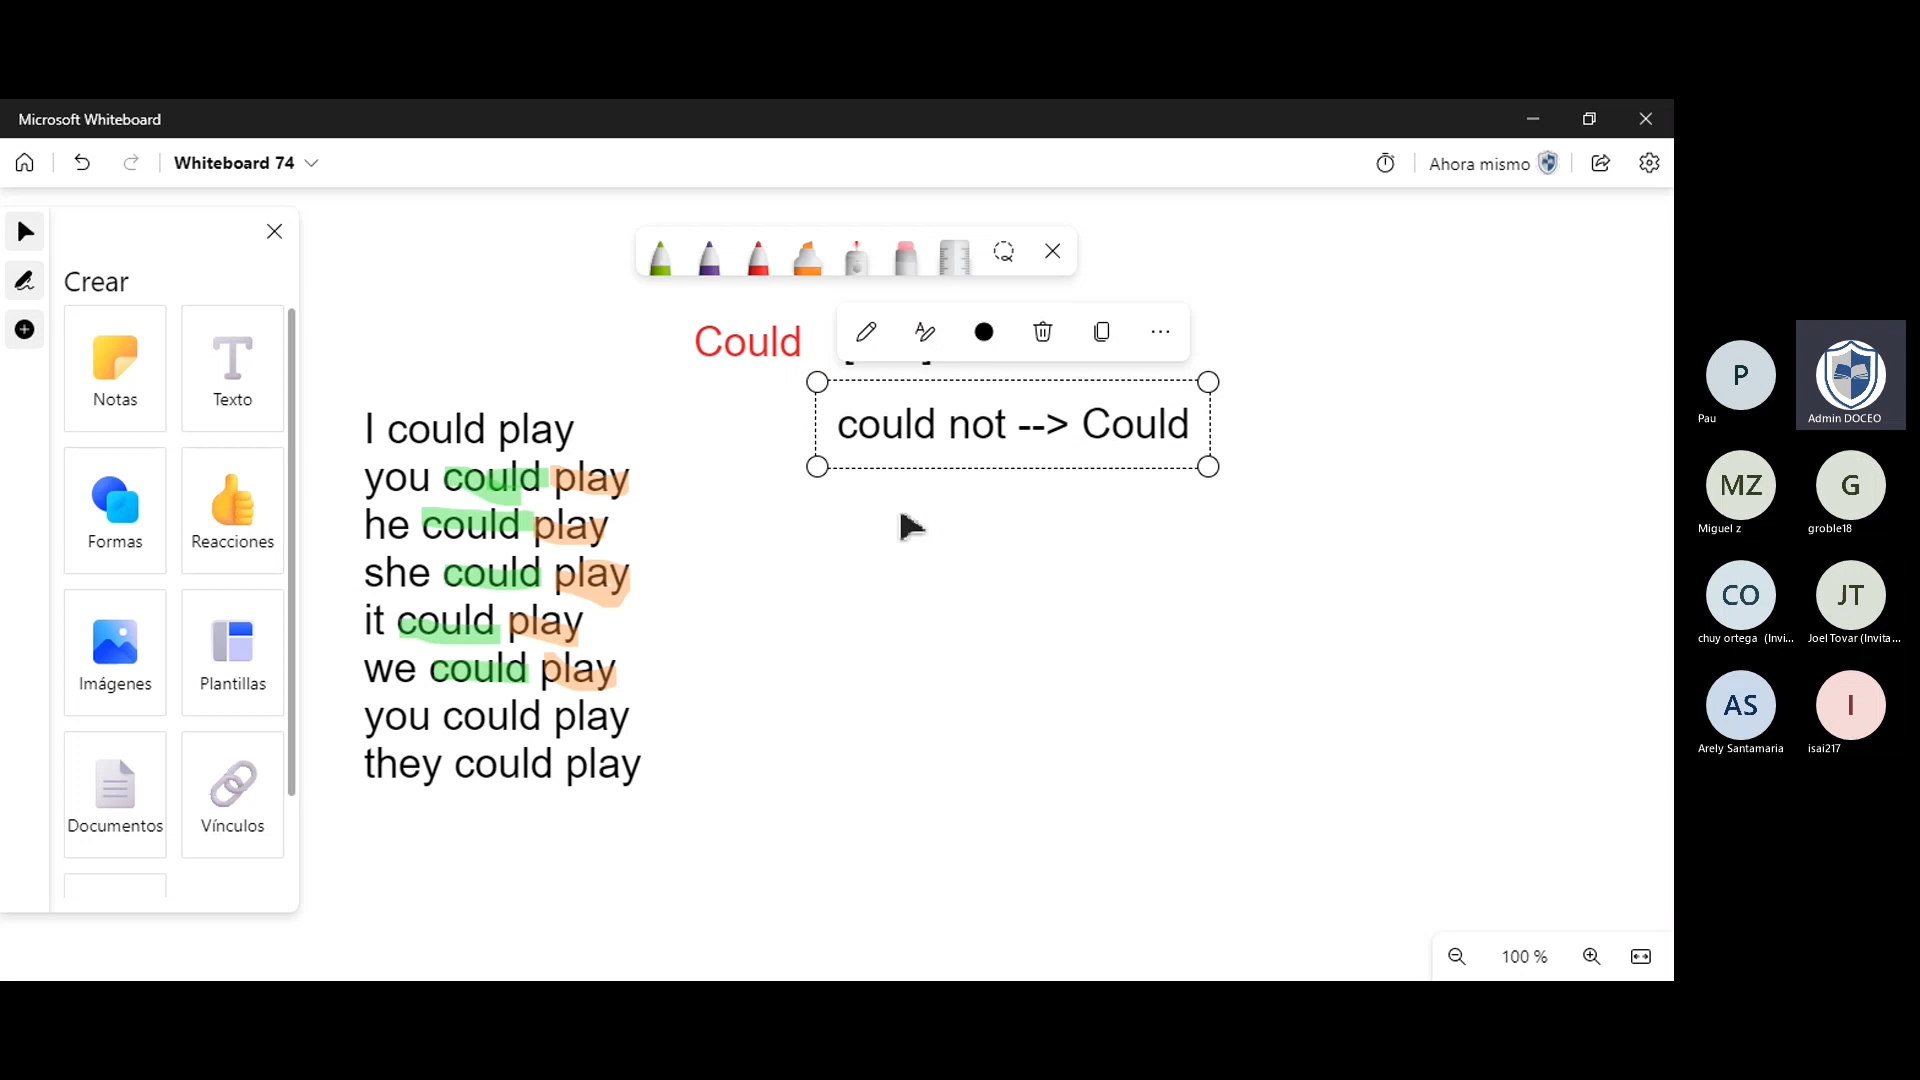 Microsoft Whiteboard
Whiteboard 74
Ahora mismo
Crear
Notas
Texto
Formas
Reacciones
Imágenes
Plantillas
Documentos
Vínculos
Could
could not --> Could
I could play
you could play
he could play
she could play
it could play
we could play
you could play
they could play
100 %
P
Pau
Admin DOCEO
MZ
Miguel z
G
groble18
CO
chuy ortega (Invi...
JT
Joel Tovar (Invita...
AS
Arely Santamaria
I
isai217